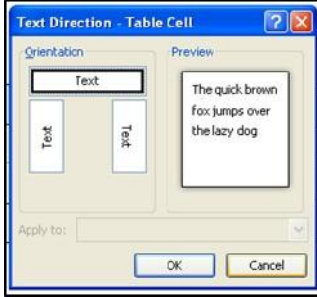 Text Direction - Table Cell
Orientation
Preview
Text
Text
Text
The quick brown
fox jumps over
the lazy dog
Apply to:
OK
Cancel